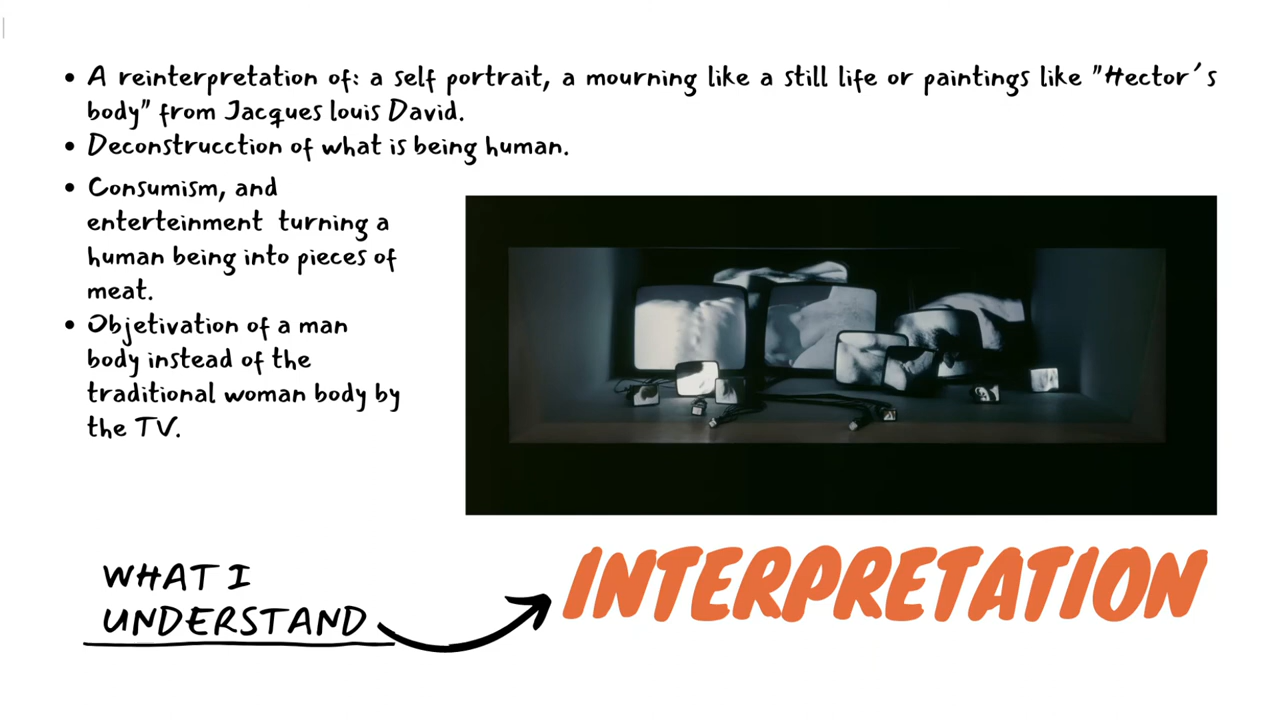 • A reinterpretation of: a self portrait, a mourning like a still life or paintings like "Hector's
body" from Jacques louis David.
• Deconstrucction of what is being human.
• Consumism, and
enterteinment turning a
human being into pieces of
meat.
• Objetivation of a man
body instead of the
traditional woman body by
the TV.
WHAT I
UNDERSTAND
INTERPRETATION